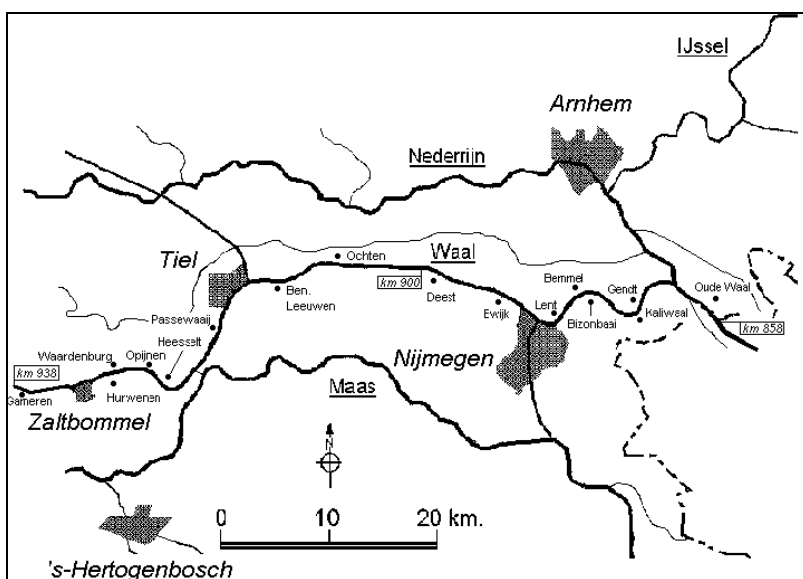 IJssel
Arnhem
Nederrijn
Waal
Tiel
Ochten
km 900
Bemmel
Gendt
Oude Waal
Ben.
Leeuwen
Deest
Ewijk
Lent
Bizonbaai
Kaliwaal
km 858
Passewaaij
Heesselt
Waardenburg
Opijnen
km 938
Nijmegen
Gameren
Hurwenen
Maas
Zaltbommel
N
0 10 20 km.
's-Hertogenbosch